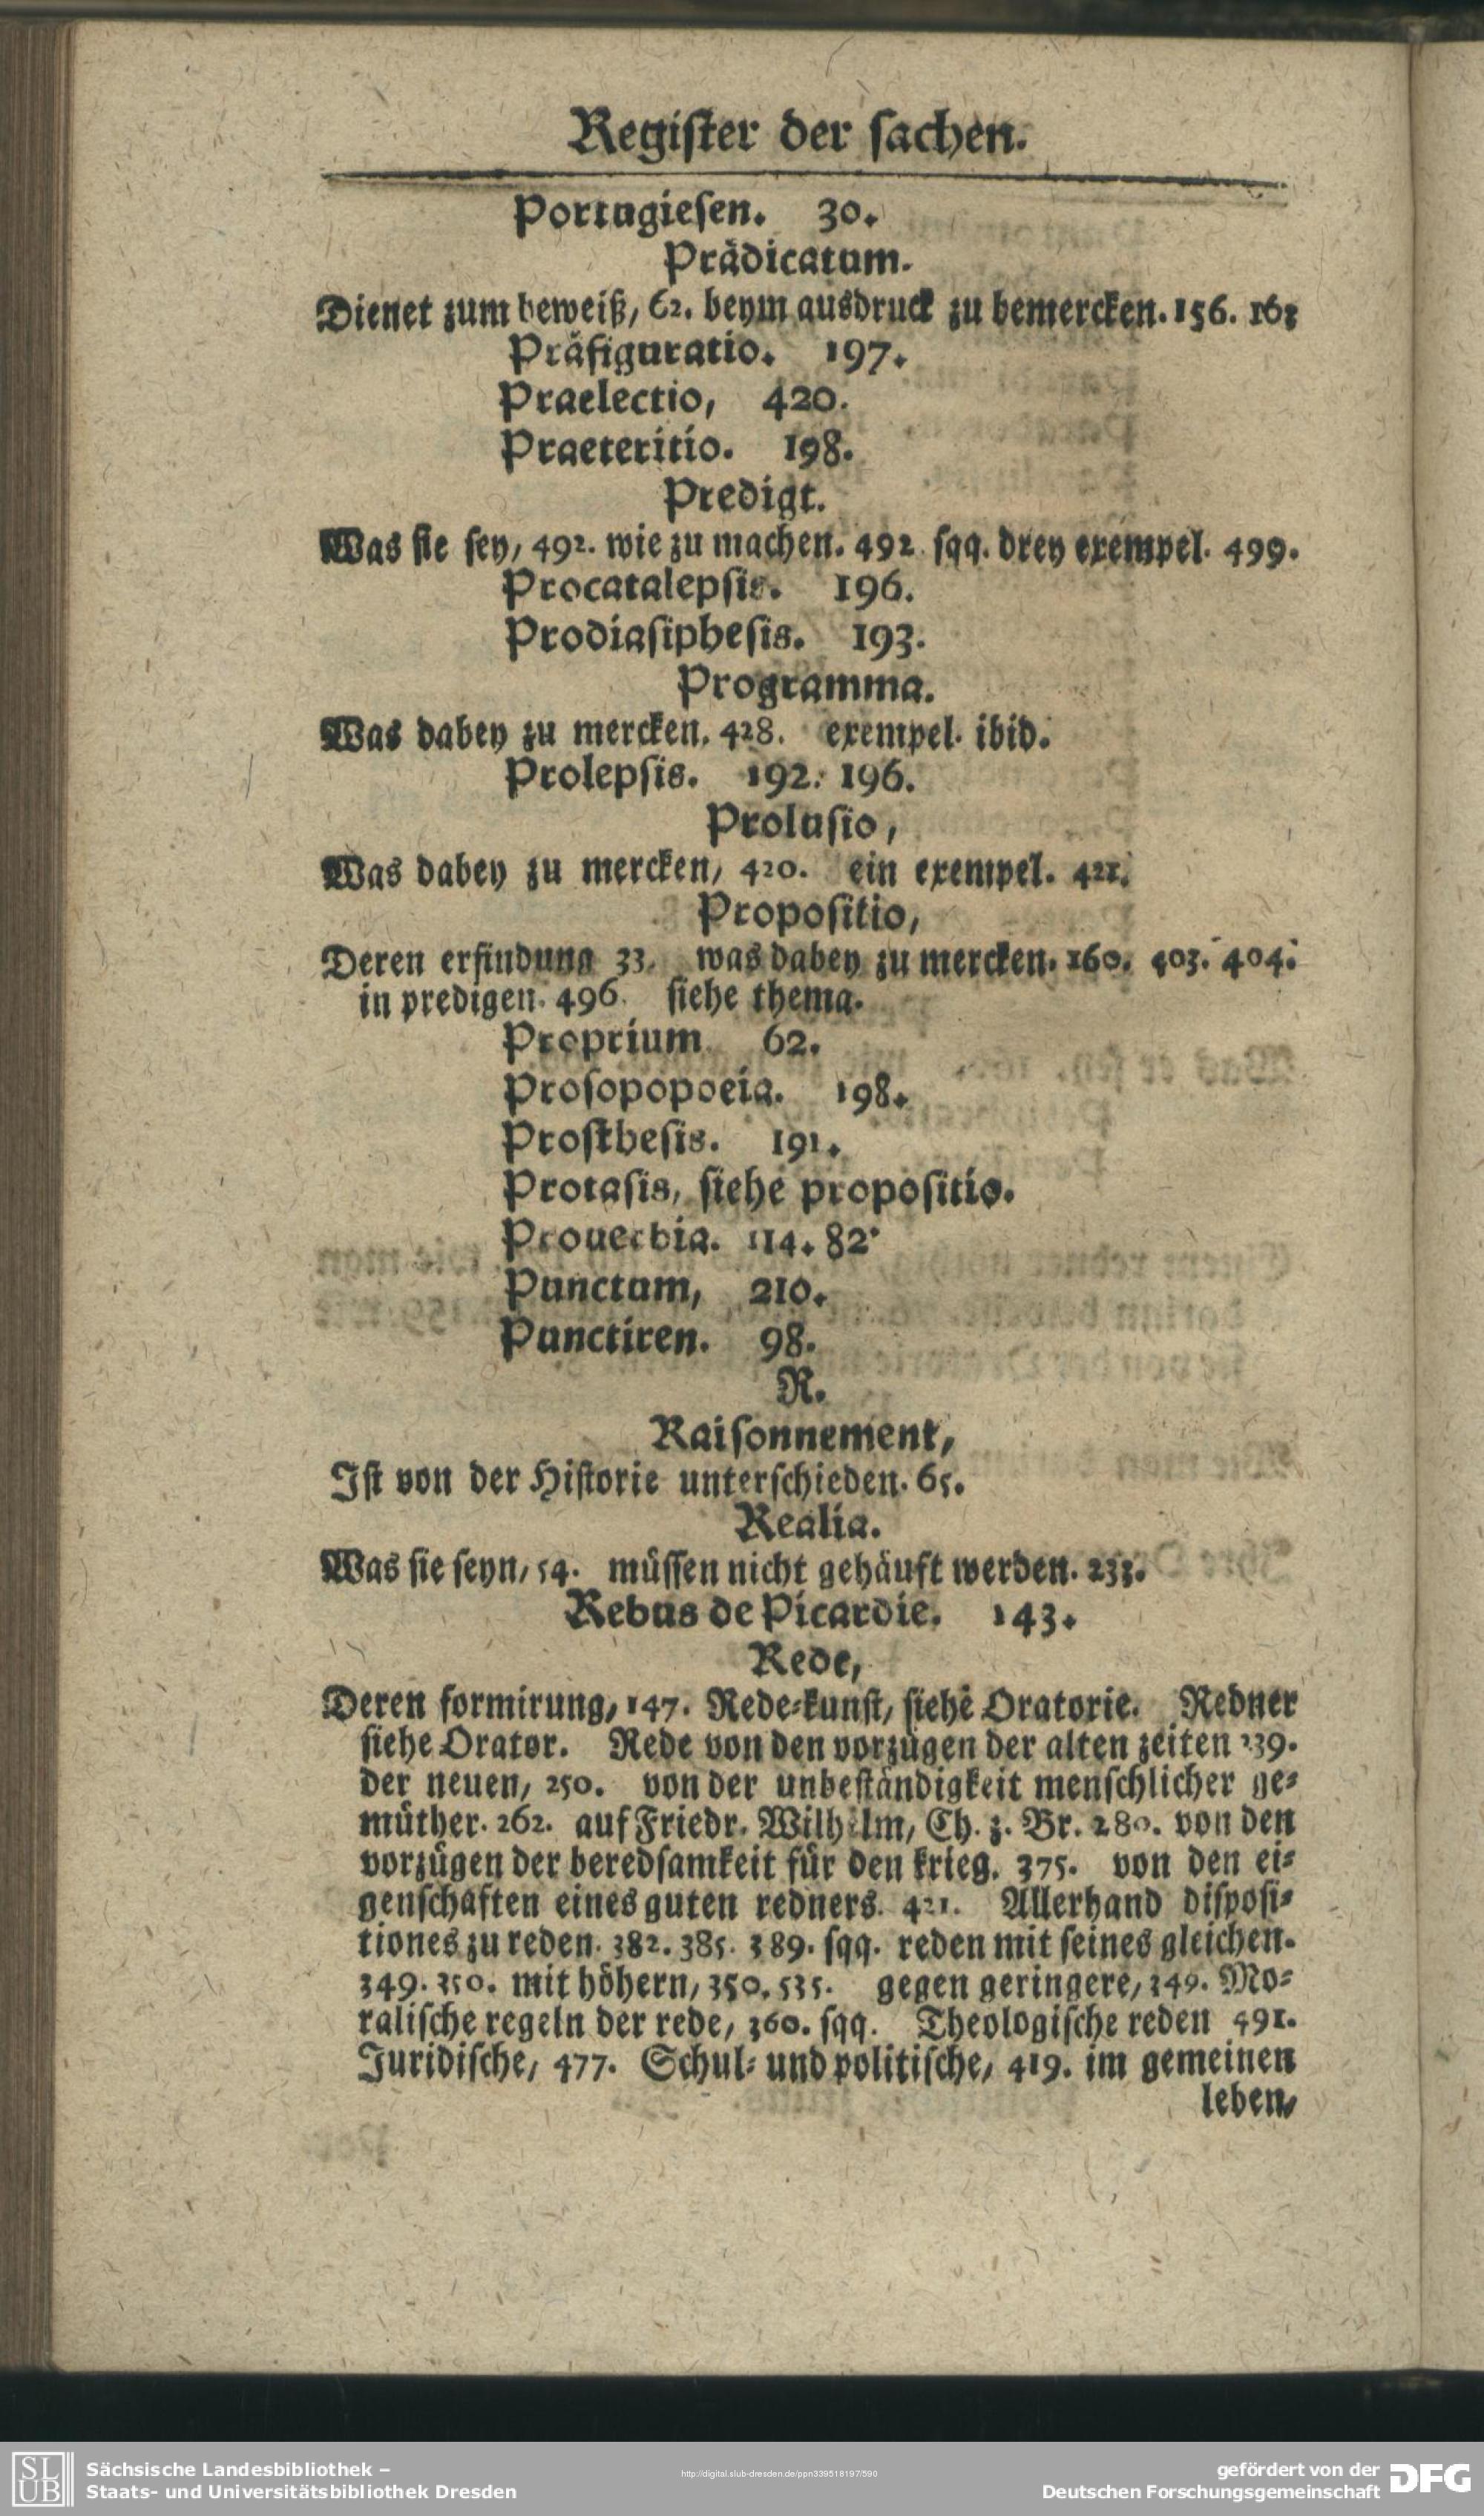 Regiſter der ſachen.
Portugieſen. 30.
Prädicatum.
Dienet zum beweiß, 62. beym ausdruck zu bemercken. 156. 163
Präfiguratio. 197.
Praelectio, 420.
Praeteritio. 198.
Predigt.
Was ſie ſey, 492. wie zu machen. 492 ſqq. drey exempel. 499.
Procatalepſis. 196.
Prodiaſipheſis. 193.
Programma.
Was dabey zu mercken. 428. exempel. ibid.
Prolepſis. 192. 196.
Proluſio,
Was dabey zu mercken, 420. ein exempel. 421.
Propoſitio,
Deren erfindung 33. was dabey zu mercken. 160. 403. 404.
in predigen. 496. ſiehe thema.
Proprium 62.
Proſopopoeia. 198.
Proſtheſis. 191.
Protaſis, ſiehe propoſitio.
Prouerbia. 114. 82.
Punctum, 210.
Punctiren. 98.
R.
Raiſonnement,
Iſt von der Hiſtorie unterſchieden. 65.
Realia.
Was ſie ſeyn, 54. müſſen nicht gehäuft werden. 233.
Rebus de Picardie. 143.
Rede,
Deren formirung, 147. Rede-kunſt, ſiehe Oratorie. Redner
ſiehe Orator. Rede von den vorzügen der alten zeiten 239.
der neuen, 250. von der unbeſtändigkeit menſchlicher ge-
müther. 262. auf Friedr. Wilhelm, Ch. z. Br. 280. von den
vorzügen der beredſamkeit für den krieg. 375. von den ei-
genſchaften eines guten redners. 421. Allerhand diſpoſi-
tiones zu reden. 382. 385. 389. ſqq. reden mit ſeines gleichen.
349. 350. mit höhern, 350. 535. gegen geringere, 349. Mo-
raliſche regeln der rede, 360. ſqq. Theologiſche reden 491.
Juridiſche, 477. Schul- und politiſche, 419. im gemeinen
leben,
SLUB
Sächsische Landesbibliothek –
Staats- und Universitätsbibliothek Dresden
http://digital.slub-dresden.de/ppn339518197/590
gefördert von der
Deutschen Forschungsgemeinschaft
DFG